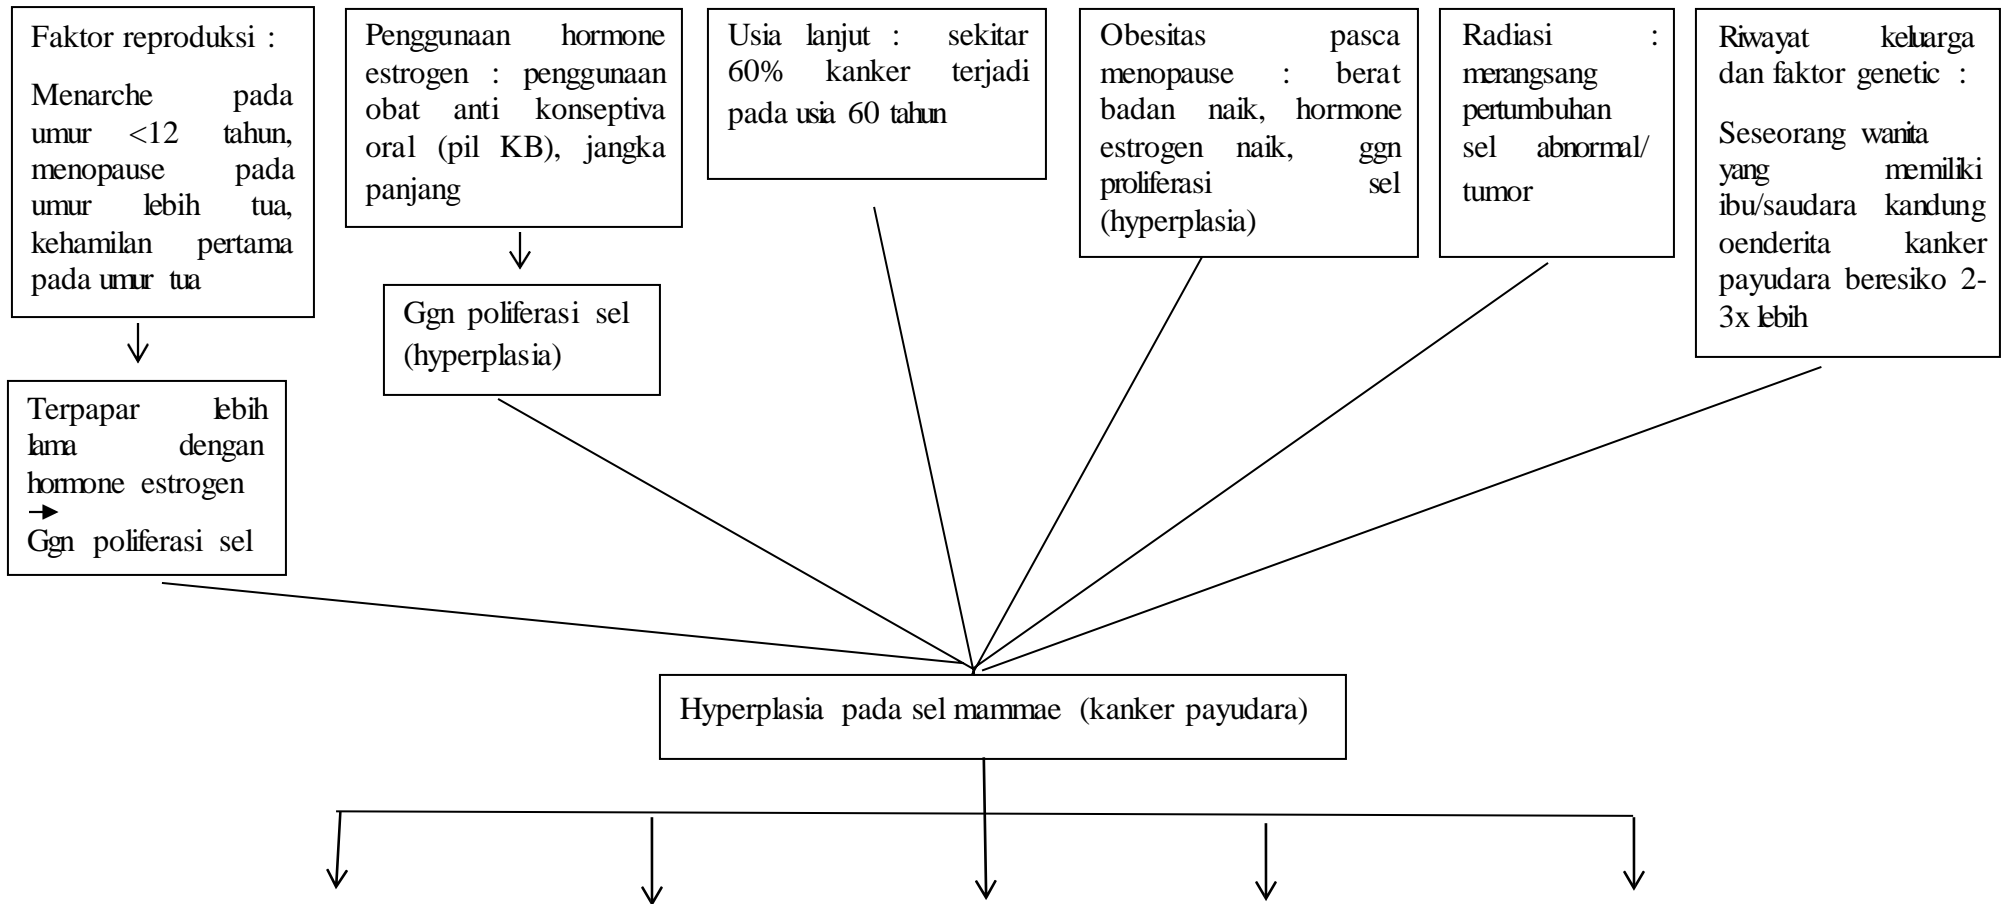 Faktor reproduksi :
Menarche pada
umur <12 tahun,
menopause pada
umur lebih tua,
kehamilan pertama
pada umur tua
Penggunaan hormone
estrogen : penggunaan
obat anti konseptiva
oral (pil KB), jangka
panjang
Usia lanjut : sekitar
60% kanker terjadi
pada usia 60 tahun
Obesitas pasca
menopause : berat
badan naik, hormone
estrogen naik, ggn
proliferasi sel
(hyperplasia)
Radiasi :
merangsang
pertumbuhan
sel abnormal/
tumor
Riwayat keluarga
dan faktor genetic :
Seseorang wanita
yang memiliki
ibu/saudara kandung
oenderita kanker
payudara beresiko 2-
3x lebih
Ggn poliferasi sel
(hyperplasia)
Terpapar lebih
lama dengan
hormone estrogen
→
Ggn poliferasi sel
Hyperplasia pada sel mammae (kanker payudara)